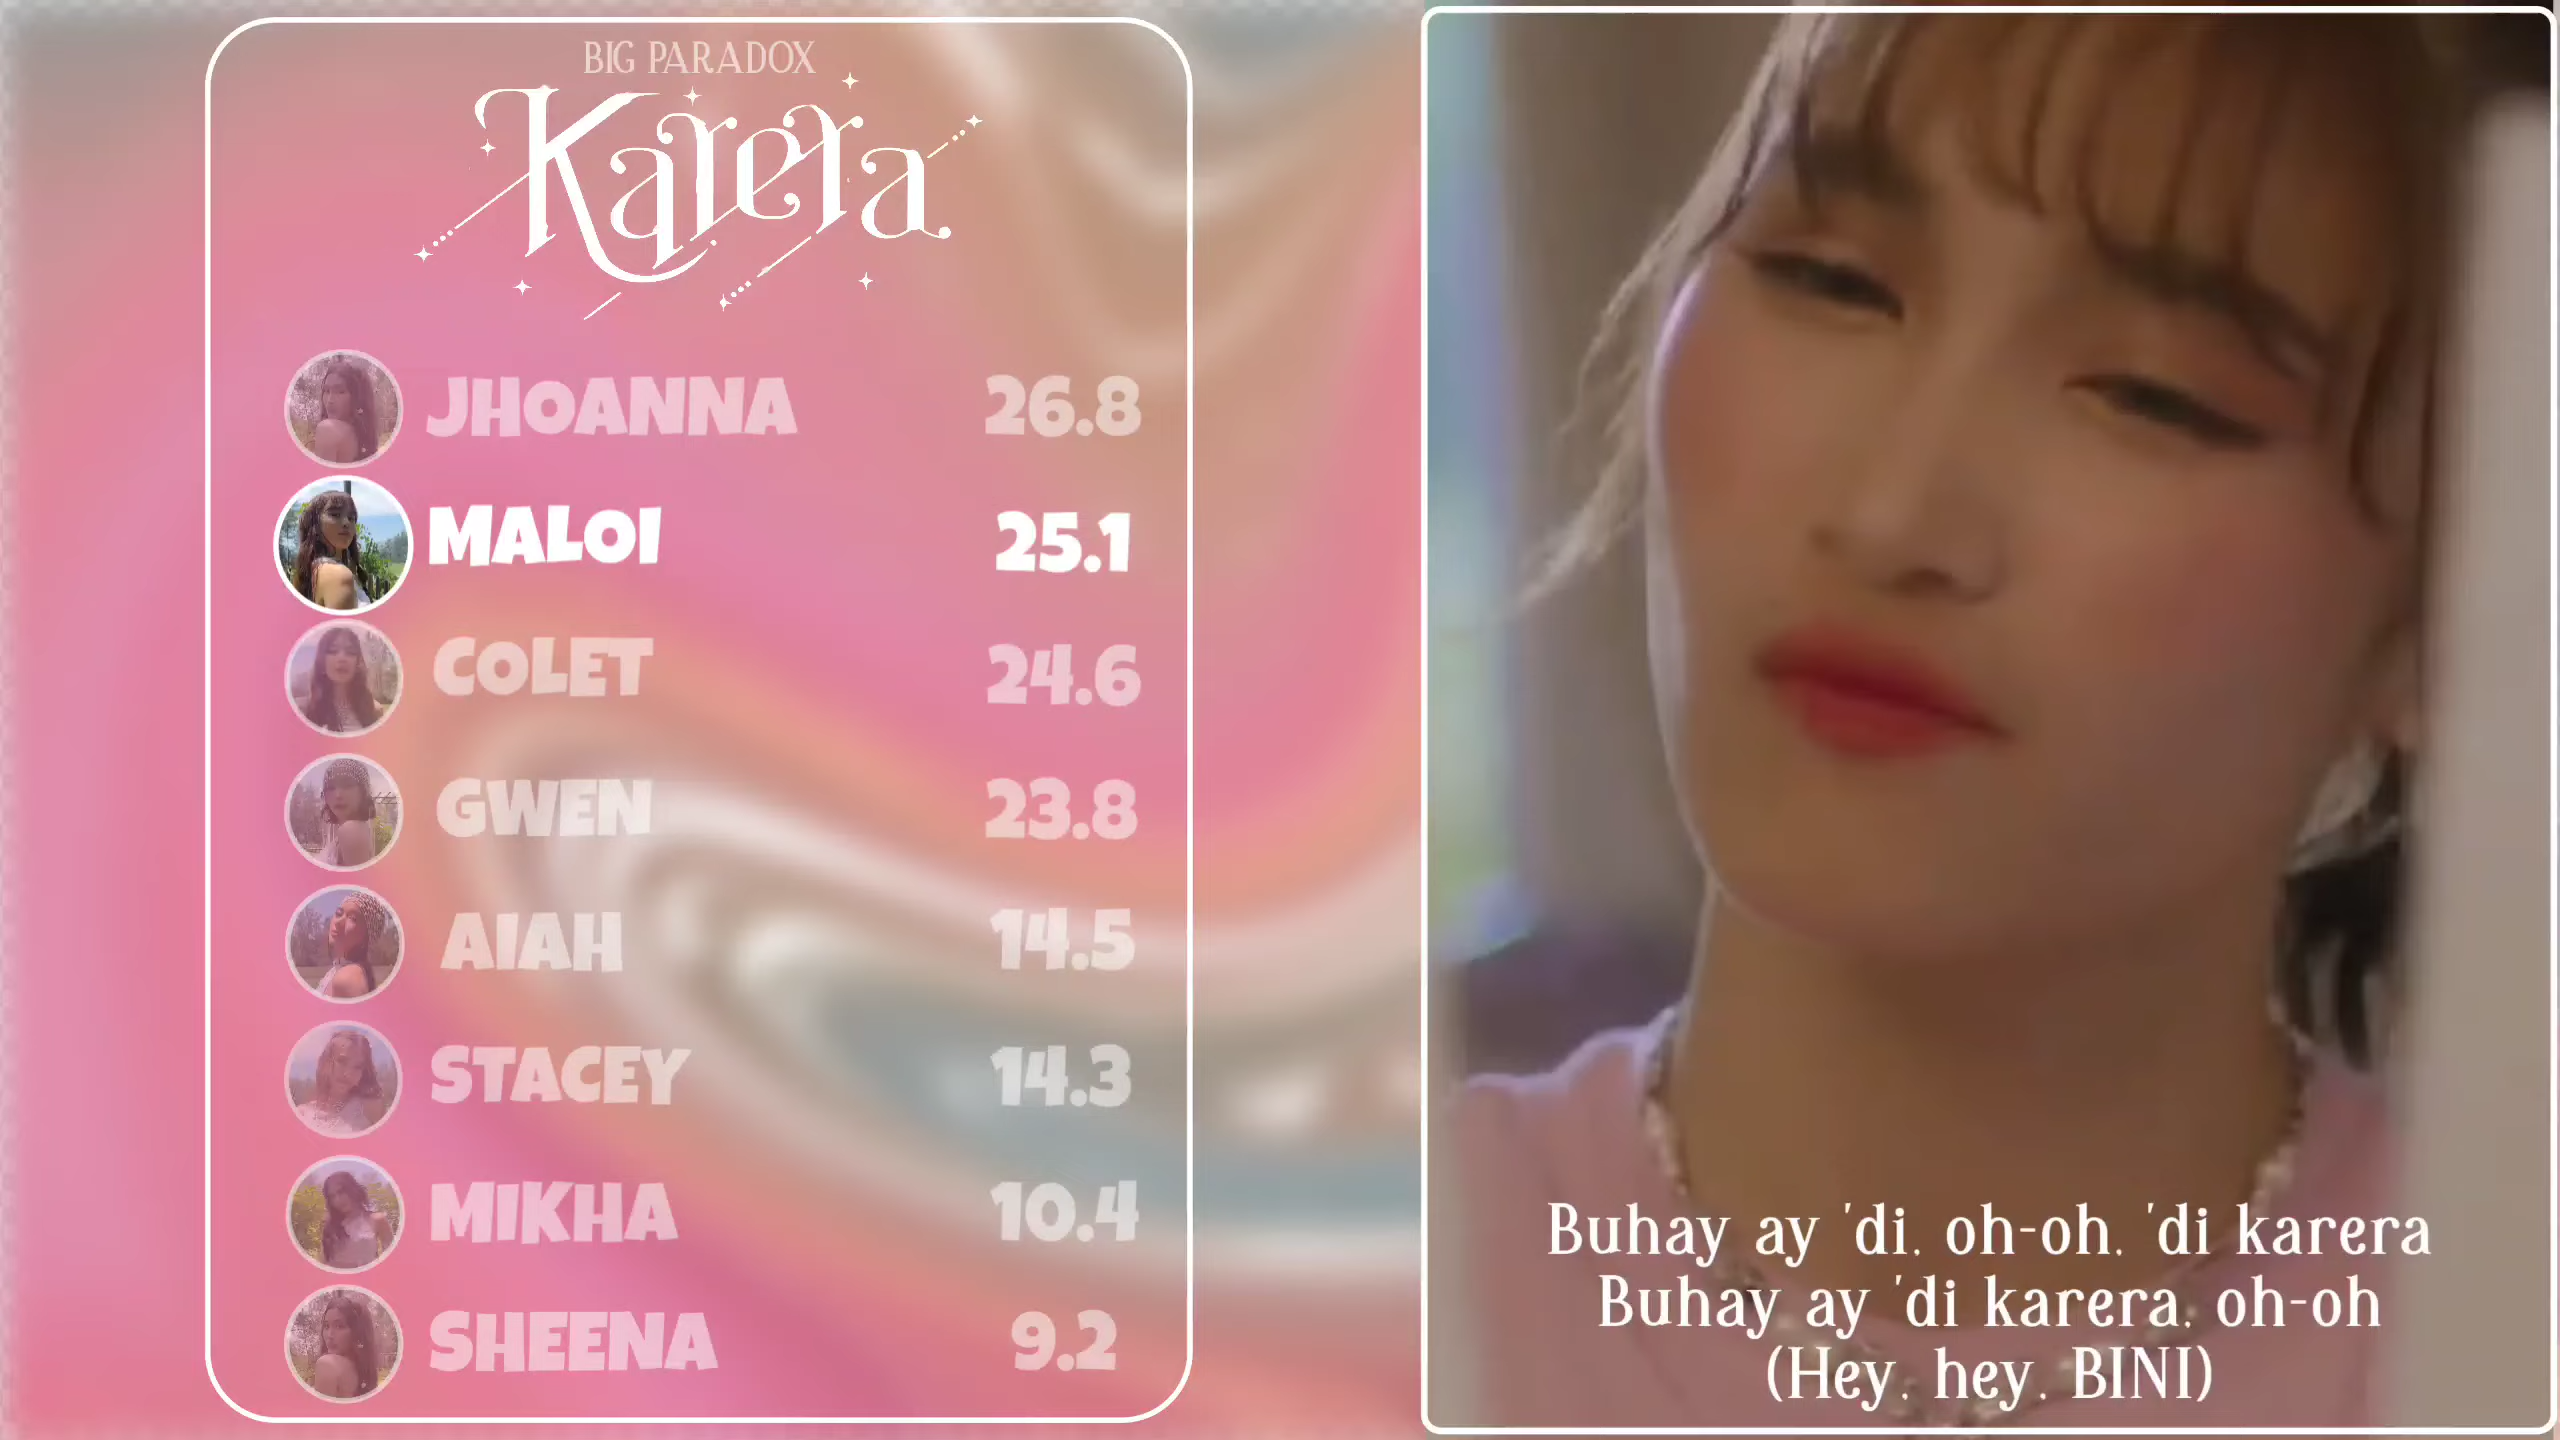 BIG PARADOX
Karera
JHOANNA 26.8
MALOI 25.1
COLET 24.6
GWEN 23.8
AIAH 14.5
STACEY 14.3
MIKHA 10.4
SHEENA 9.2
Buhay ay 'di, oh-oh, 'di karera
Buhay ay 'di karera, oh-oh
(Hey, hey, BINI)